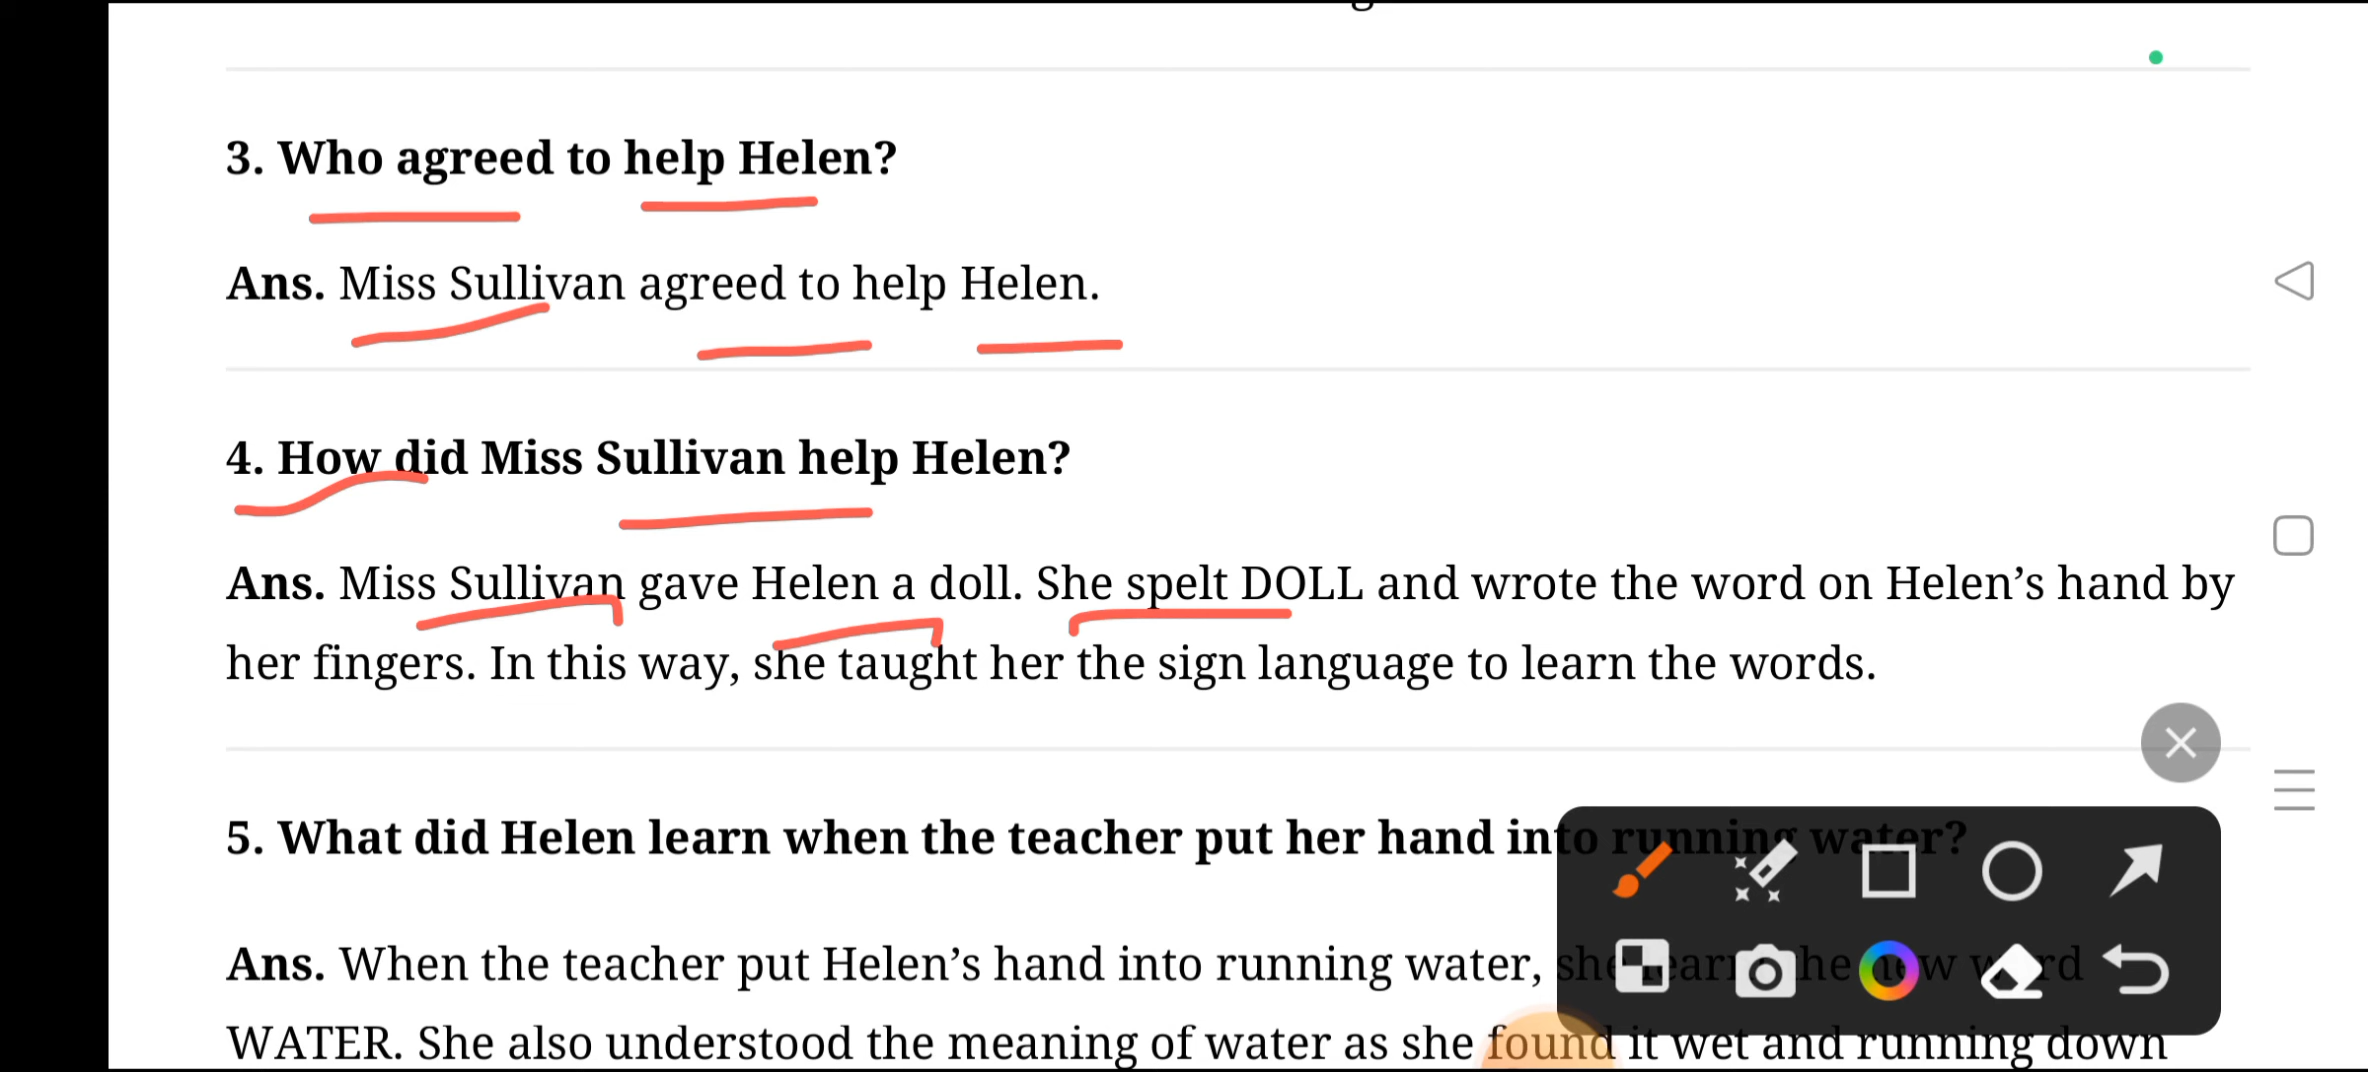 3. Who agreed to help Helen?
Ans. Miss Sullivan agreed to help Helen.
4. How did Miss Sullivan help Helen?
Ans. Miss Sullivan gave Helen a doll. She spelt DOLL and wrote the word on Helen’s hand by
her fingers. In this way, she taught her the sign language to learn the words.
5. What did Helen learn when the teacher put her hand into running water?
Ans. When the teacher put Helen’s hand into running water, she
WATER. She also understood the meaning of water as she found it wet and running down